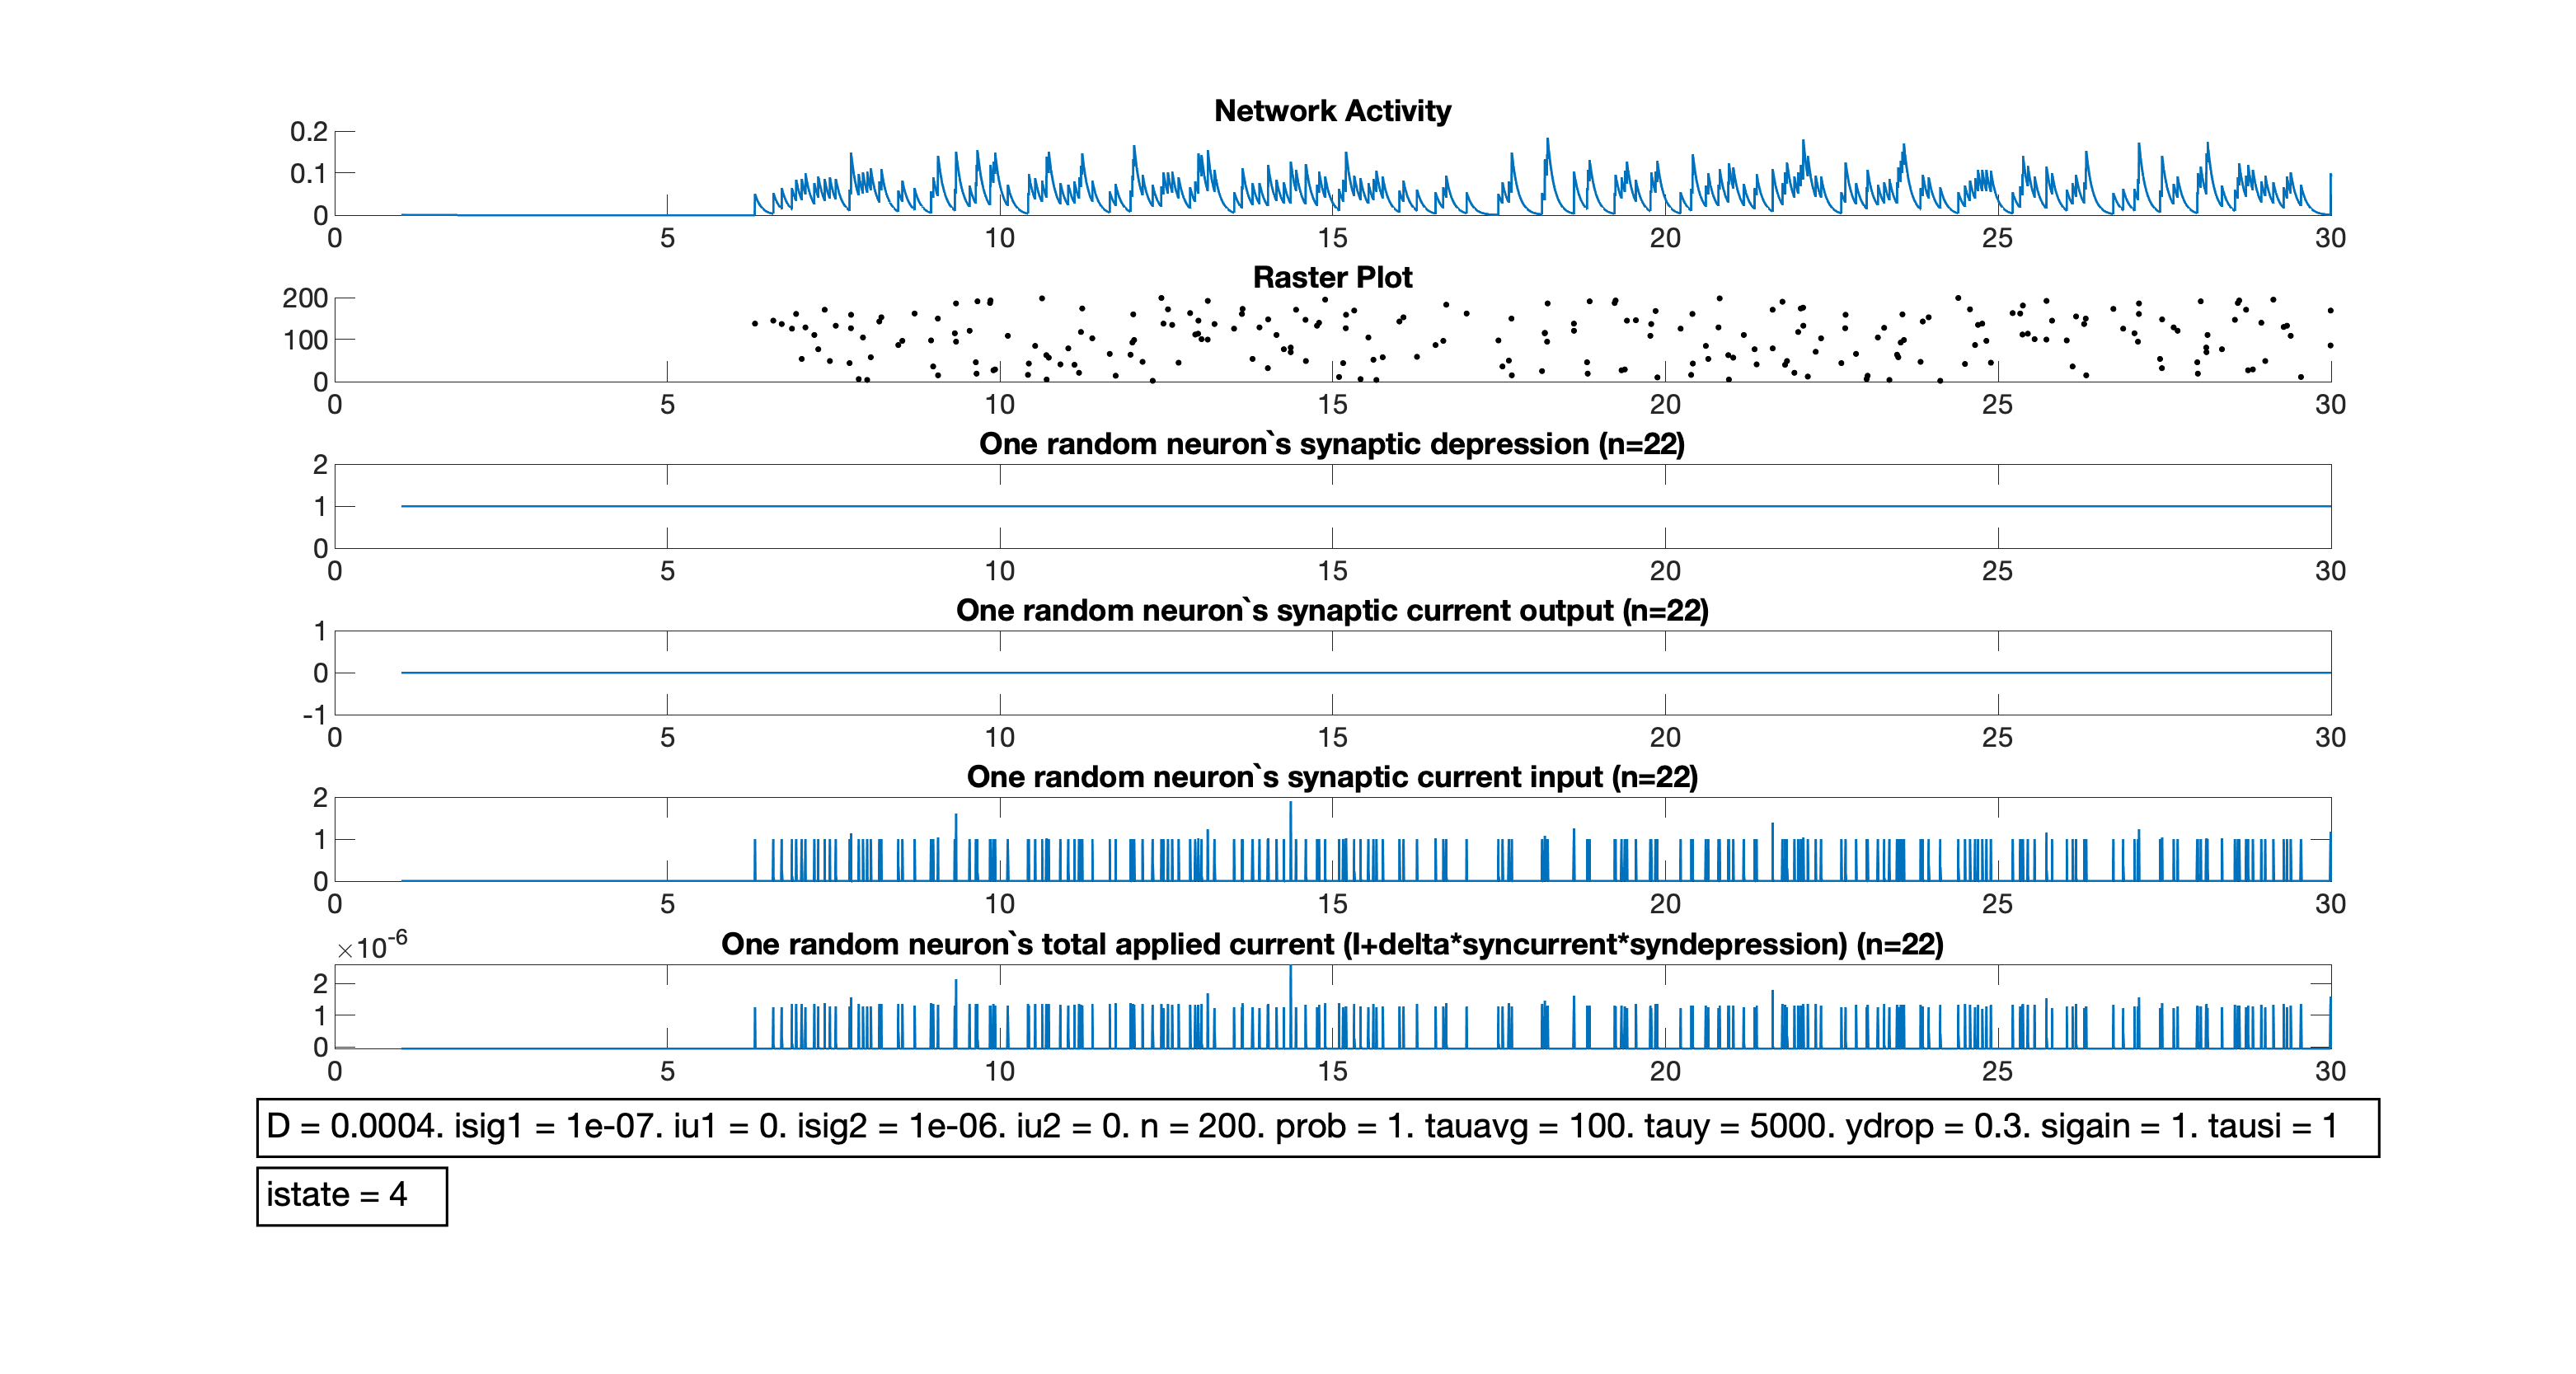 Network Activity
0.2
0.1
0
0 5 10 15 20 25 30
Raster Plot
200
100
0
0 5 10 15 20 25 30
One random neuron`s synaptic depression (n=22)
2
1
0
0 5 10 15 20 25 30
One random neuron`s synaptic current output (n=22)
1
0
-1
0 5 10 15 20 25 30
One random neuron`s synaptic current input (n=22)
2
1
0
0 5 10 15 20 25 30
×10-6 One random neuron`s total applied current (I+delta*syncurrent*syndepression) (n=22)
2
1
0
0 5 10 15 20 25 30
D = 0.0004. isig1 = 1e-07. iu1 = 0. isig2 = 1e-06. iu2 = 0. n = 200. prob = 1. tauavg = 100. tauy = 5000. ydrop = 0.3. sigain = 1. tausi = 1
istate = 4